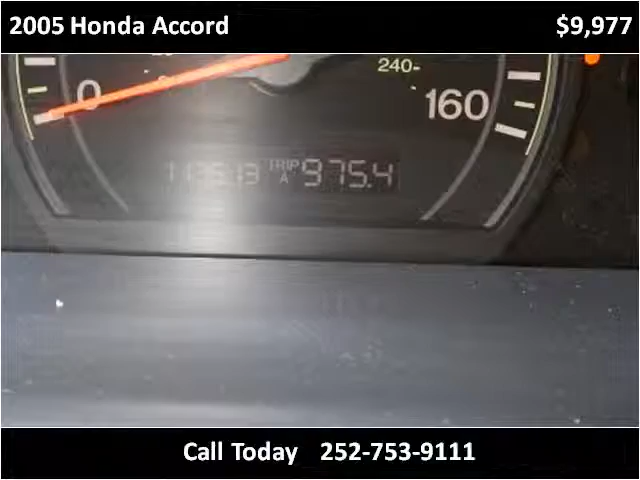 2005 Honda Accord $9,977
240-
0 160
TRIP
A 975.4
Call Today 252-753-9111